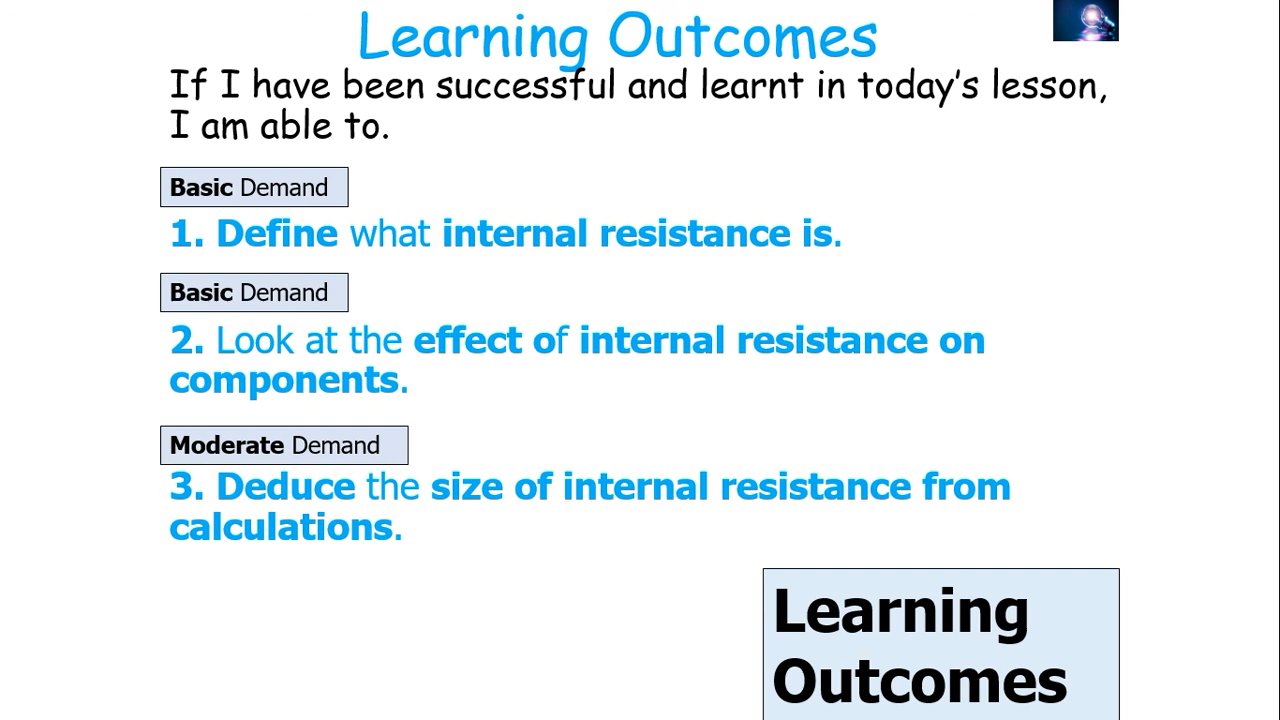 Learning Outcomes
If I have been successful and learnt in today's lesson,
I am able to.
Basic Demand
1. Define what internal resistance is.
Basic Demand
2. Look at the effect of internal resistance on
components.
Moderate Demand
3. Deduce the size of internal resistance from
calculations.
Learning
Outcomes